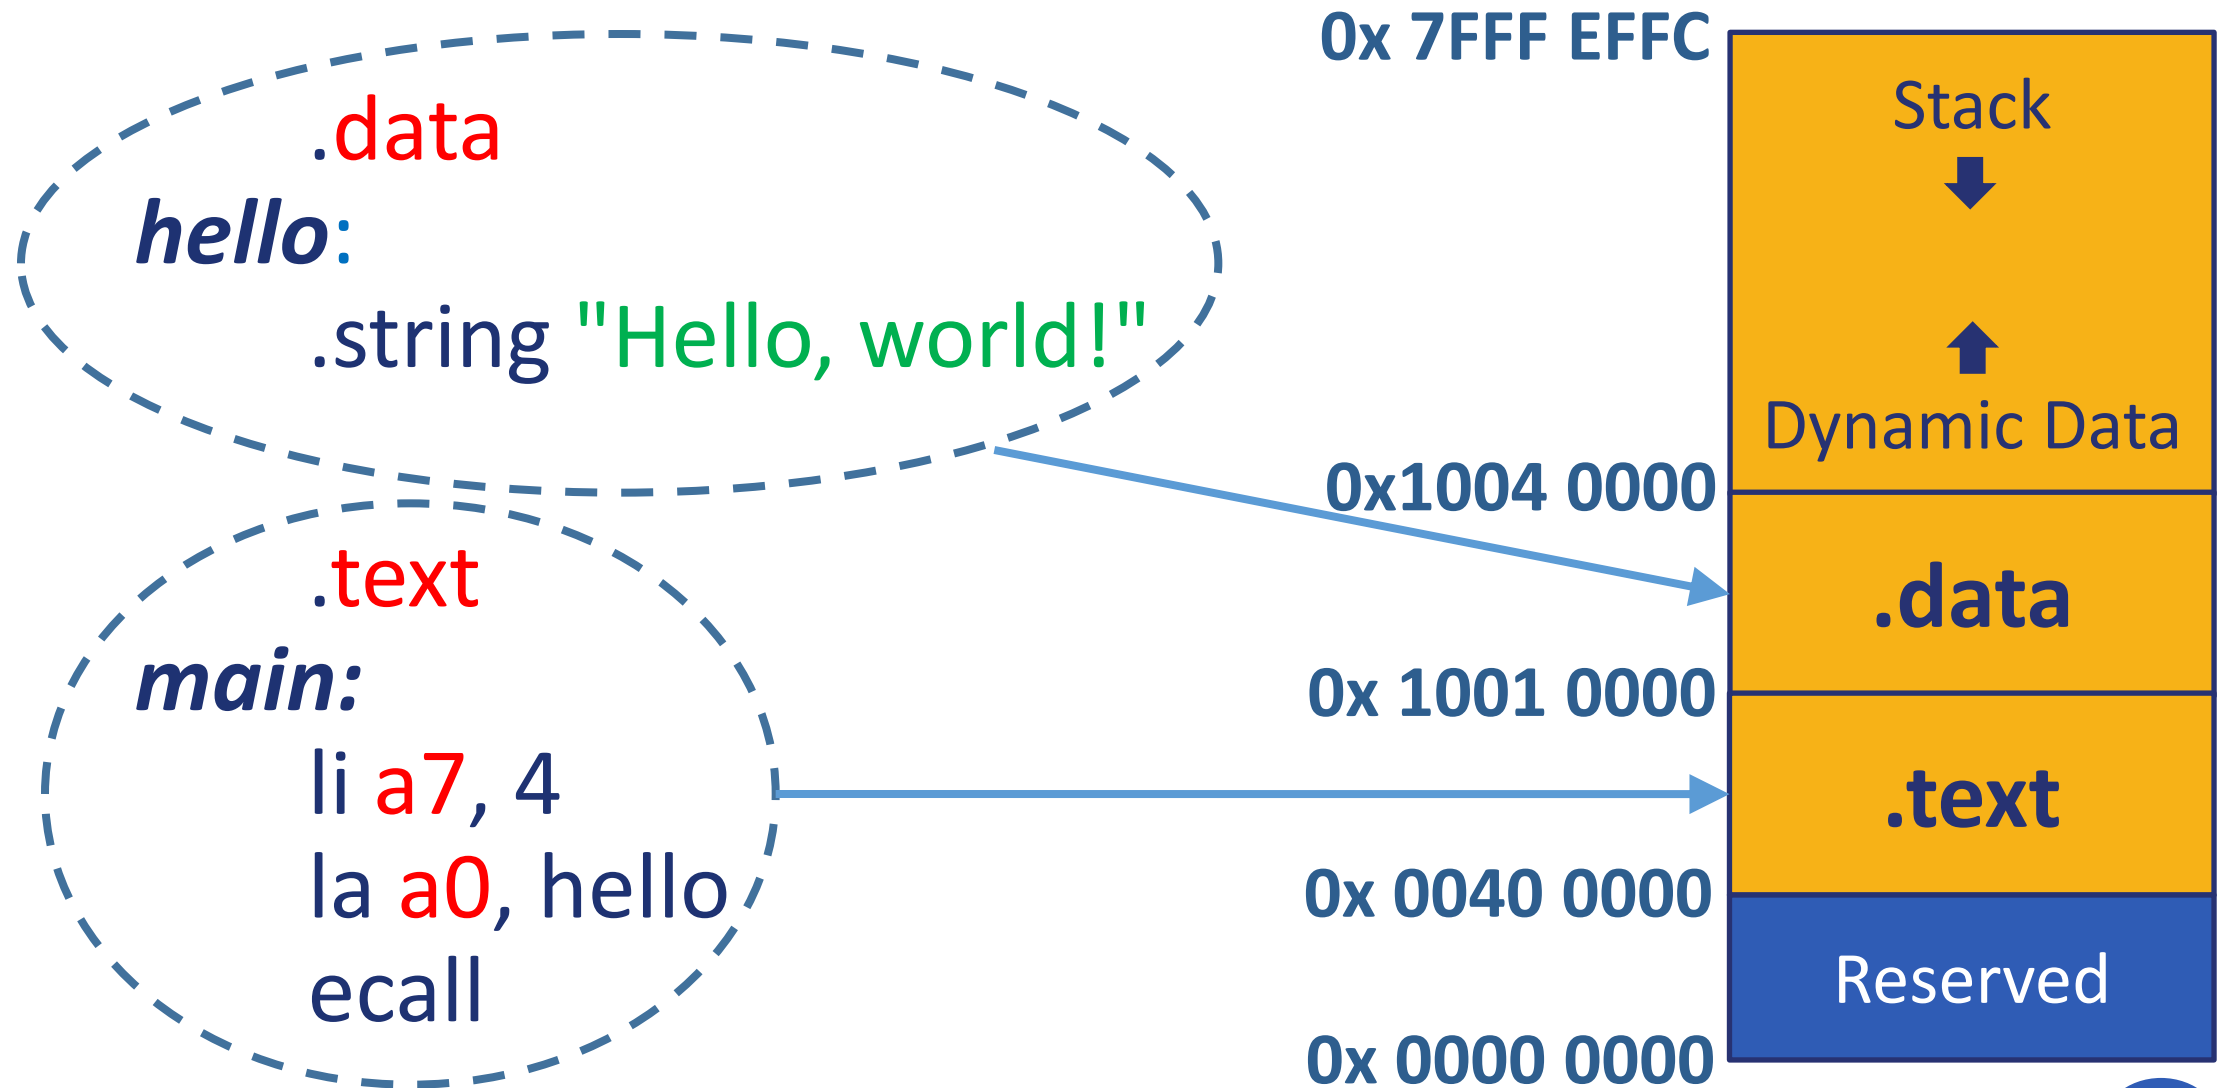 .data
hello:
.string "Hello, world!"
.text
main:
li a7, 4
la a0, hello
ecall
0x 7FFF EFFC
Stack
Dynamic Data
0x1004 0000
.data
0x 1001 0000
.text
0x 0040 0000
Reserved
0x 0000 0000